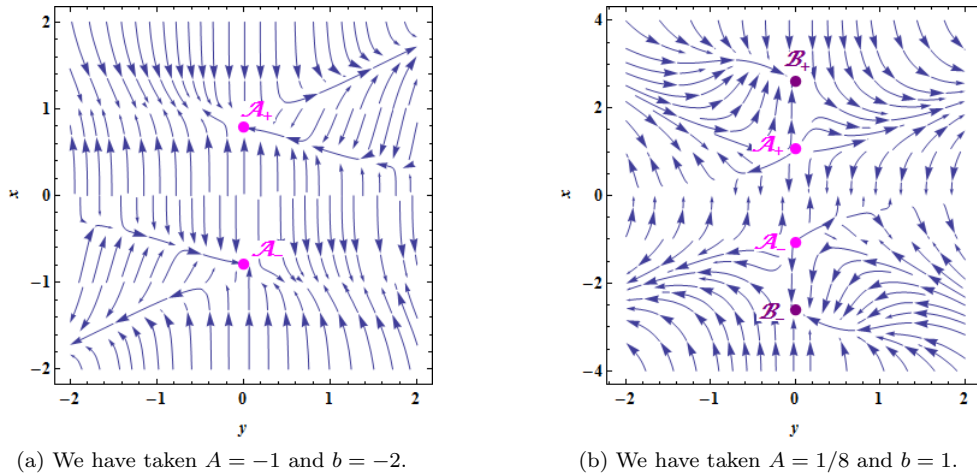 2
1
0
−1
−2
x
𝒜₊
𝒜₋
−2
−1
0
1
2
y
4
2
0
−2
−4
x
ℬ₊
𝒜₊
𝒜₋
ℬ₋
−2
−1
0
1
2
y
(a) We have taken A = −1 and b = −2.
(b) We have taken A = 1/8 and b = 1.